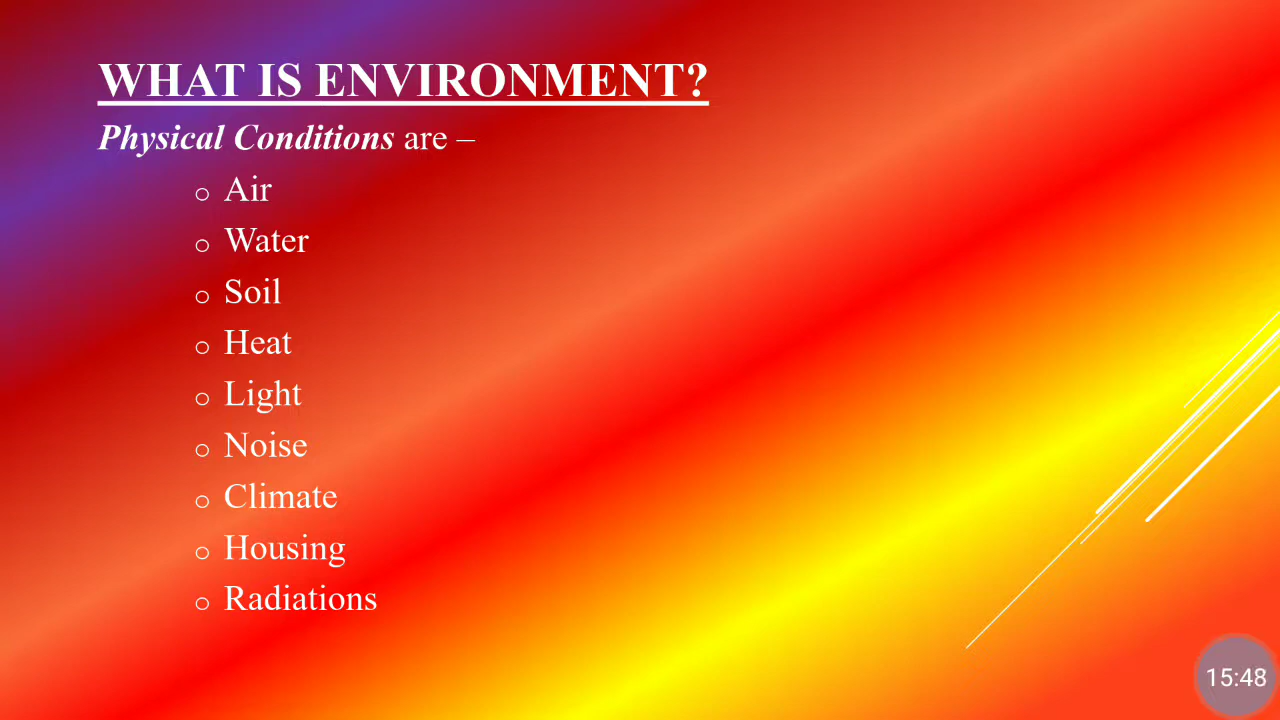 WHAT IS ENVIRONMENT?
Physical Conditions are –
o Air
o Water
o Soil
o Heat
o Light
o Noise
o Climate
o Housing
o Radiations
15:48